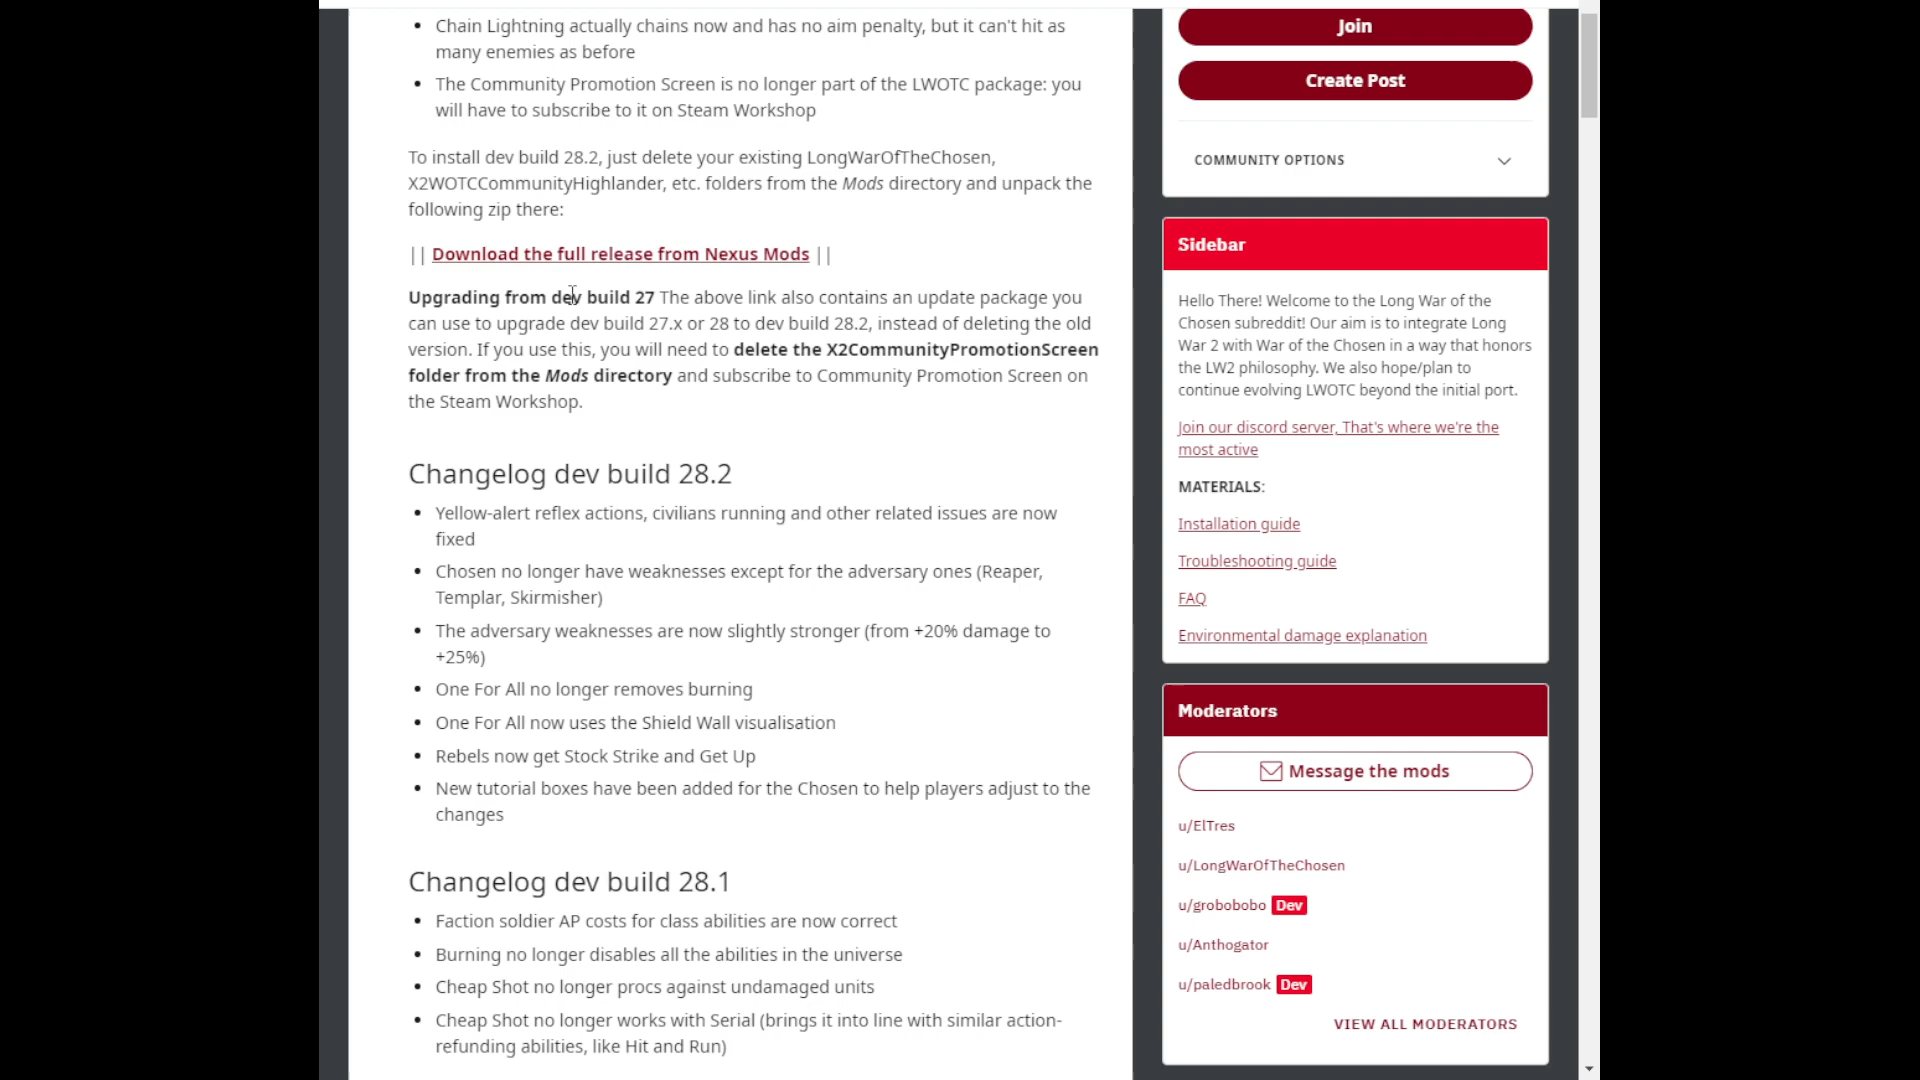 Chain Lightning actually chains now and has no aim penalty, but it can't hit as
many enemies as before
The Community Promotion Screen is no longer part of the LWOTC package: you
will have to subscribe to it on Steam Workshop
To install dev build 28.2, just delete your existing LongWarOfTheChosen,
X2WOTCCommunityHighlander, etc. folders from the Mods directory and unpack the
following zip there:
|| Download the full release from Nexus Mods ||
Upgrading from dev build 27 The above link also contains an update package you
can use to upgrade dev build 27.x or 28 to dev build 28.2, instead of deleting the old
version. If you use this, you will need to delete the X2CommunityPromotionScreen
folder from the Mods directory and subscribe to Community Promotion Screen on
the Steam Workshop.
Changelog dev build 28.2
Yellow-alert reflex actions, civilians running and other related issues are now
fixed
Chosen no longer have weaknesses except for the adversary ones (Reaper,
Templar, Skirmisher)
The adversary weaknesses are now slightly stronger (from +20% damage to
+25%)
One For All no longer removes burning
One For All now uses the Shield Wall visualisation
Rebels now get Stock Strike and Get Up
New tutorial boxes have been added for the Chosen to help players adjust to the
changes
Changelog dev build 28.1
Faction soldier AP costs for class abilities are now correct
Burning no longer disables all the abilities in the universe
Cheap Shot no longer procs against undamaged units
Cheap Shot no longer works with Serial (brings it into line with similar action-
refunding abilities, like Hit and Run)
Join
Create Post
COMMUNITY OPTIONS
Sidebar
Hello There! Welcome to the Long War of the
Chosen subreddit! Our aim is to integrate Long
War 2 with War of the Chosen in a way that honors
the LW2 philosophy. We also hope/plan to
continue evolving LWOTC beyond the initial port.
Join our discord server, That's where we're the
most active
MATERIALS:
Installation guide
Troubleshooting guide
FAQ
Environmental damage explanation
Moderators
Message the mods
u/ElTres
u/LongWarOfTheChosen
u/grobobobo Dev
u/Anthogator
u/paledbrook Dev
VIEW ALL MODERATORS